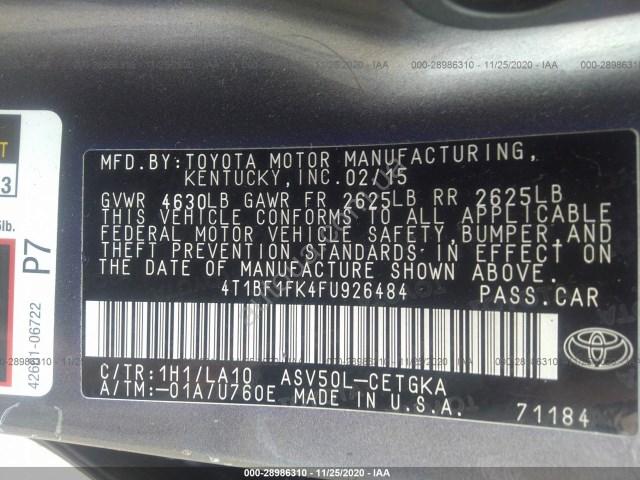 000-28986310 - 11/25/2020 - IAA
MFD.BY:TOYOTA MOTOR MANUFACTURING,
KENTUCKY,INC.02/15
GVWR 4630LB GAWR FR 2625LB RR 2625LB
THIS VEHICLE CONFORMS TO ALL APPLICABLE
FEDERAL MOTOR VEHICLE SAFETY,BUMPER,AND
THEFT PREVENTION STANDARDS IN EFFECT ON
THE DATE OF MANUFACTURE SHOWN ABOVE.
4T1BF1FK4FU926484 PASS.CAR
C/TR:1H1/LA10 ASV50L-CETGKA
A/TM:-01A/U760E MADE IN U.S.A. 71184
3
lb.
P7
42661-06722
000-28986310 - 11/25/2020 - IAA